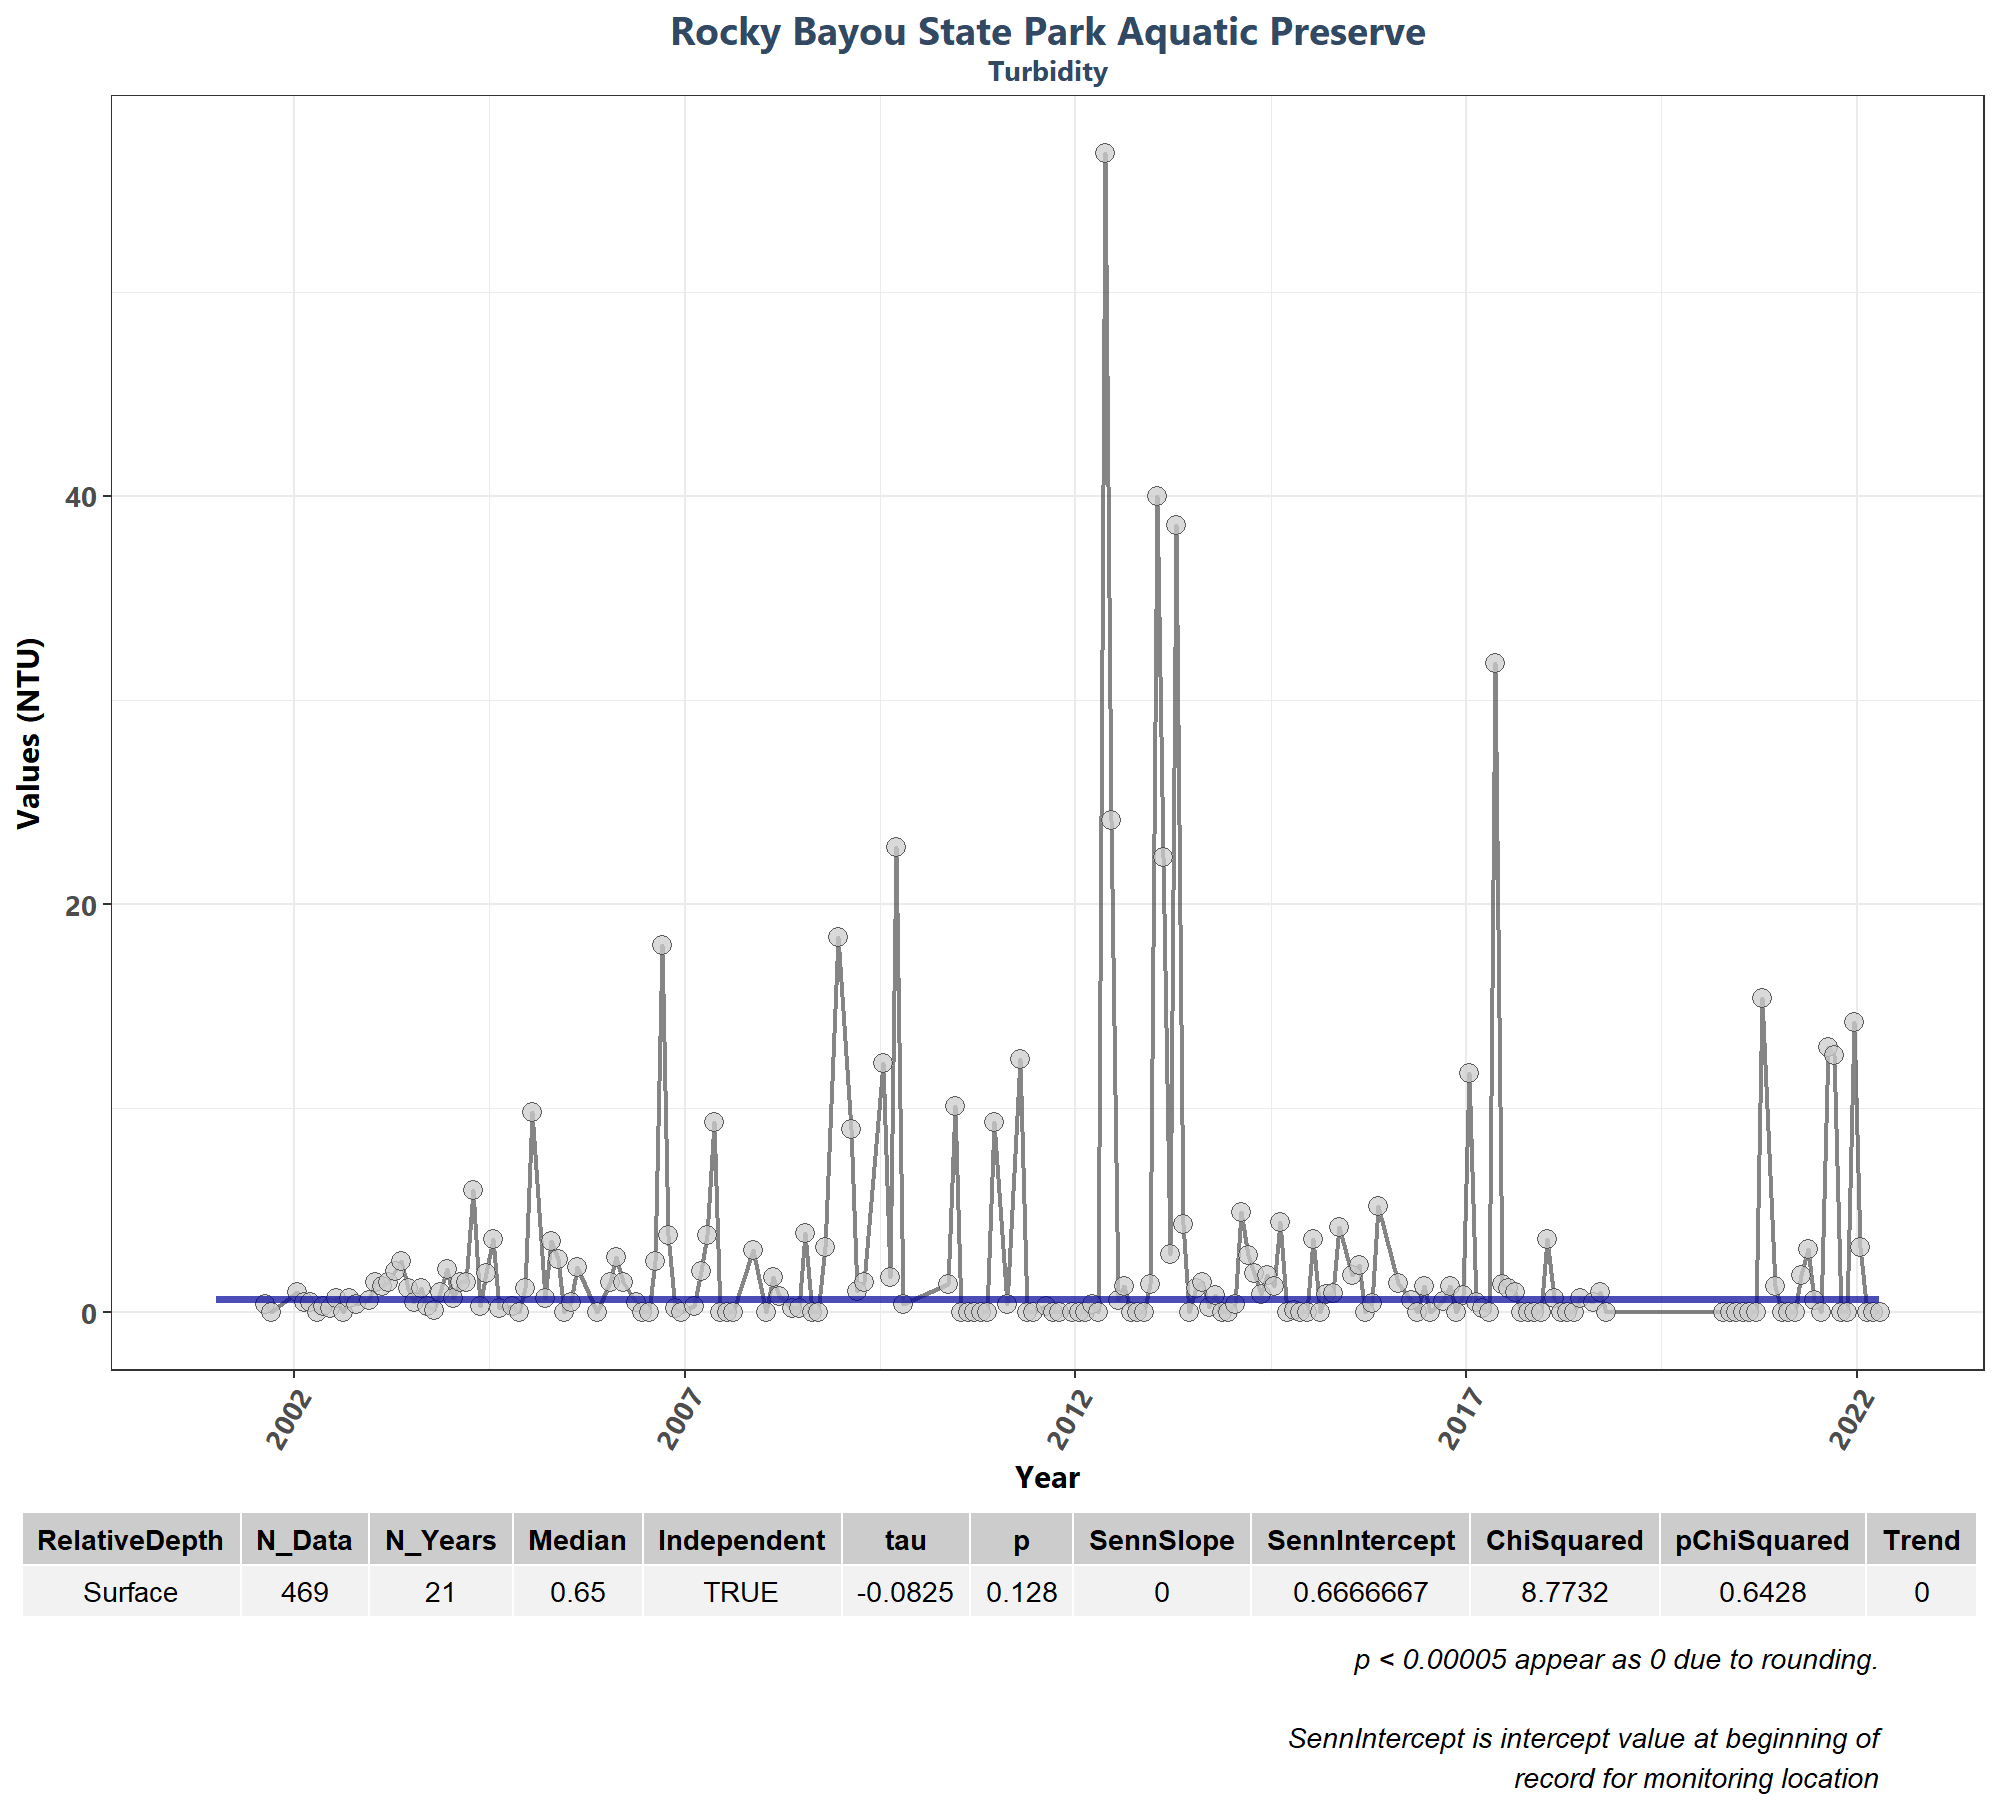 Rocky Bayou State Park Aquatic Preserve
Turbidity
Values (NTU)
40
20
0
2002 2007 2012 2017 2022
Year
RelativeDepth N_Data N_Years Median Independent tau p SennSlope SennIntercept ChiSquared pChiSquared Trend
Surface 469 21 0.65 TRUE -0.0825 0.128 0 0.6666667 8.7732 0.6428 0
p < 0.00005 appear as 0 due to rounding.
SennIntercept is intercept value at beginning of
record for monitoring location